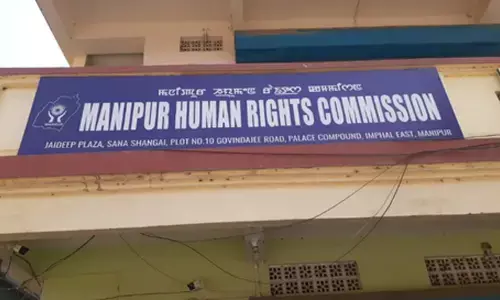 MANIPUR HUMAN RIGHTS COMMISSION
JAIDEEP PLAZA, SANA SHANGAI, PLOT NO.10 GOVINDAJEE ROAD, PALACE COMPOUND, IMPHAL EAST, MANIPUR